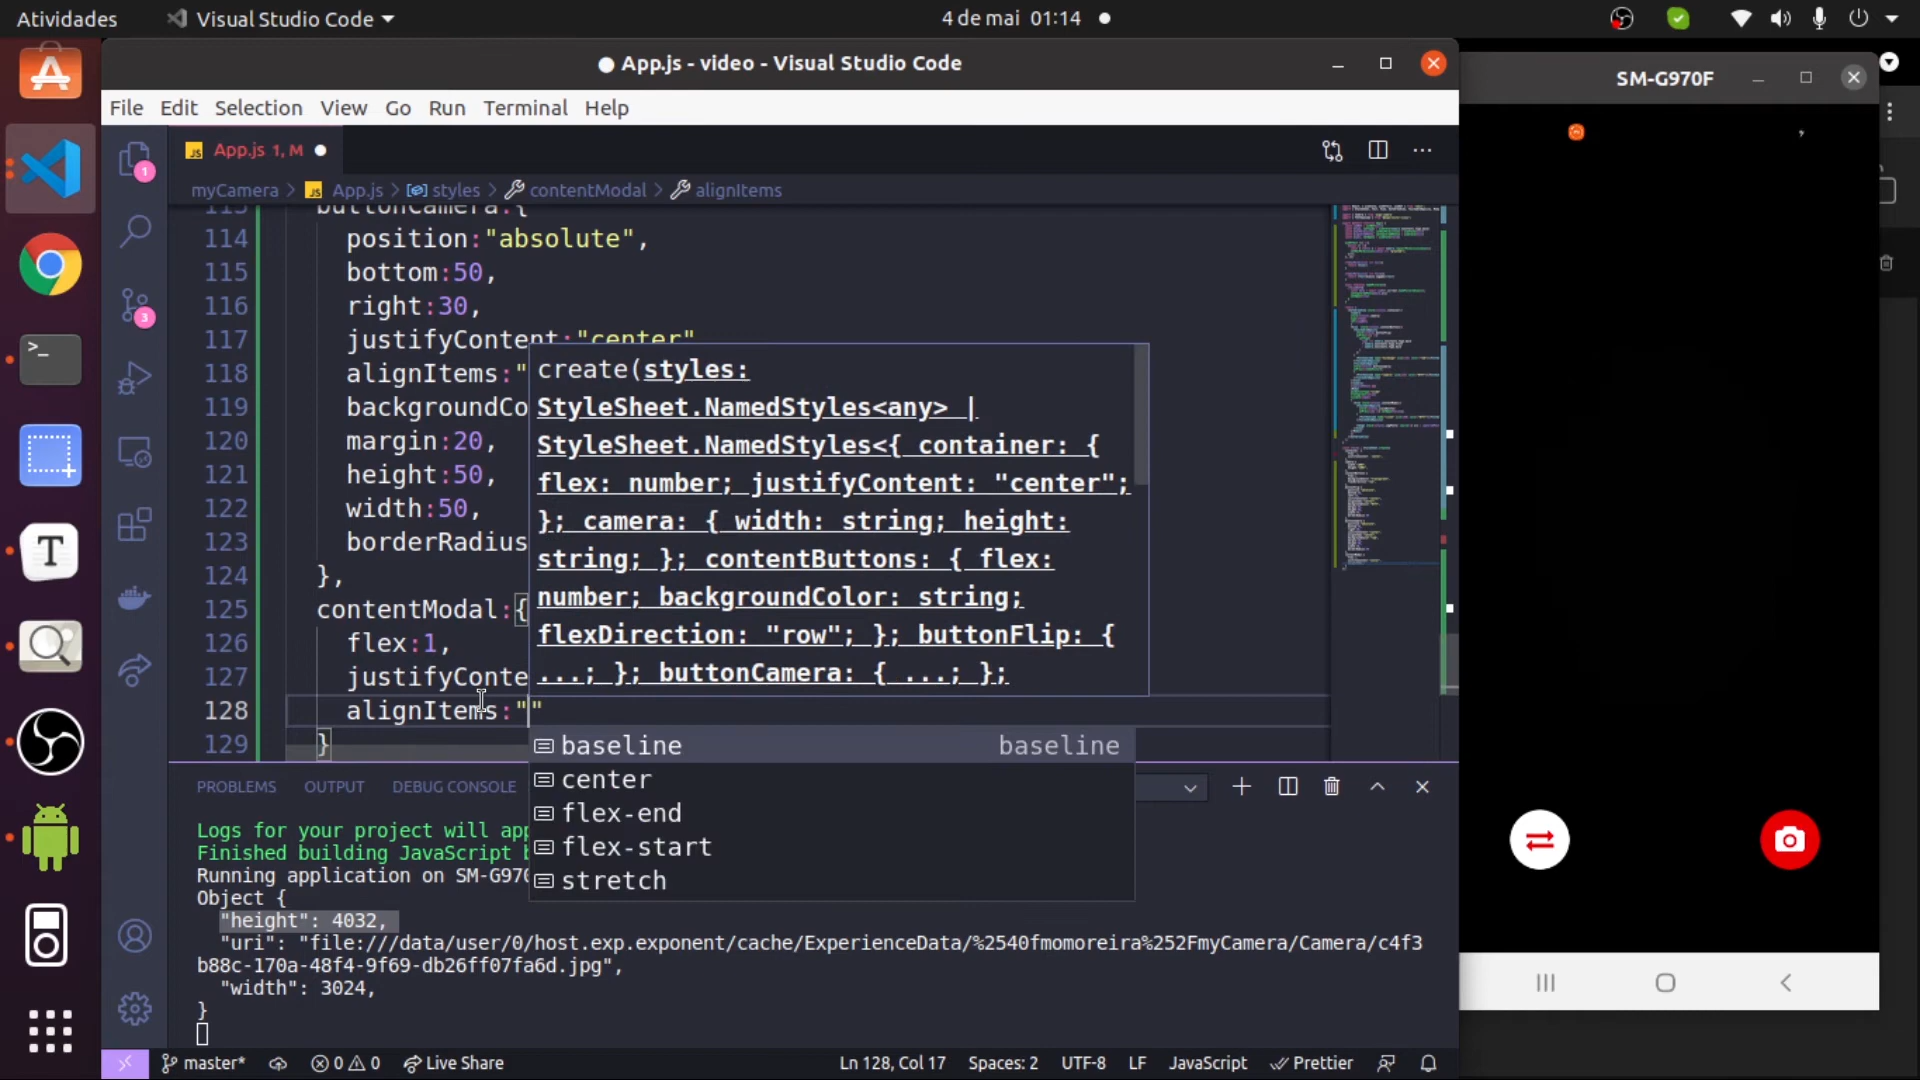 Atividades
Visual Studio Code
4 de mai 01:14
App.js - video - Visual Studio Code
SM-G970F
File Edit Selection View Go Run Terminal Help
App.js 1, M
myCamera > App.js > styles > contentModal > alignItems
buttonCamera:{
114 position:"absolute",
115 bottom:50,
116 right:30,
117 justifyContent:"center"
118 alignItems:"
119 backgroundCo
120 margin:20,
121 height:50,
122 width:50,
123 borderRadius
124 },
125 contentModal:{
126 flex:1,
127 justifyConte
128 alignItems:""
129 }
create(styles:
StyleSheet.NamedStyles<any> |
StyleSheet.NamedStyles<{ container: {
flex: number; justifyContent: "center";
}; camera: { width: string; height:
string; }; contentButtons: { flex:
number; backgroundColor: string;
flexDirection: "row"; }; buttonFlip: {
...; }; buttonCamera: { ...; };
baseline baseline
center
flex-end
flex-start
stretch
PROBLEMS OUTPUT DEBUG CONSOLE
Logs for your project will app
Finished building JavaScript b
Running application on SM-G970
Object {
"height": 4032,
"uri": "file:///data/user/0/host.exp.exponent/cache/ExperienceData/%2540fmomoreira%252FmyCamera/Camera/c4f3
b88c-170a-48f4-9f69-db26ff07fa6d.jpg",
"width": 3024,
}
master* 0 0 Live Share Ln 128, Col 17 Spaces: 2 UTF-8 LF JavaScript Prettier